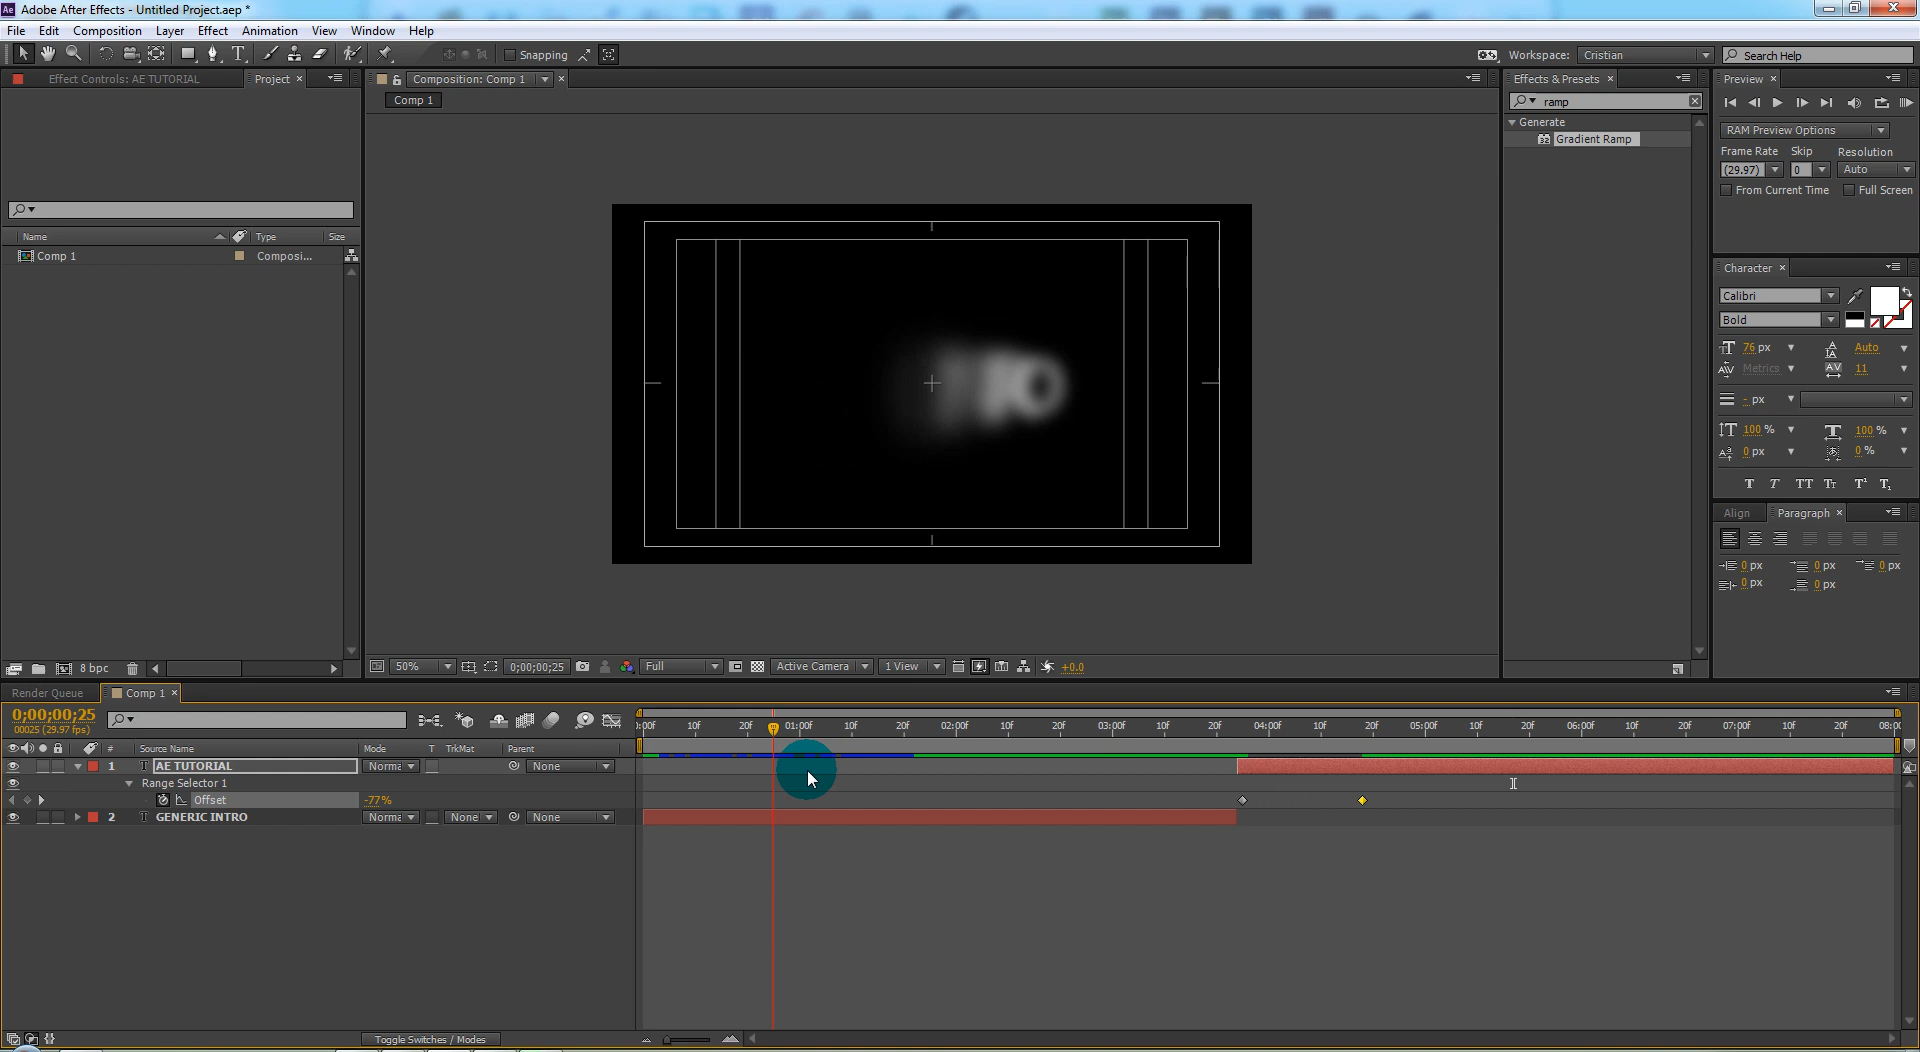 Ae Adobe After Effects - Untitled Project.aep *
File Edit Composition Layer Effect Animation View Window Help
Snapping
Workspace: Cristian
Search Help
Effect Controls: AE TUTORIAL Project
Composition: Comp 1
Effects & Presets
Preview
Comp 1
ramp
Generate
32 Gradient Ramp
RAM Preview Options
Frame Rate Skip Resolution
(29.97) 0 Auto
From Current Time Full Screen
Name Type Size
Comp 1 Composi...
Character
Calibri
Bold
76 px Auto
Metrics 11
- px
100 % 100 %
0 px 0 %
T T TT Tt T¹ T₁
Align Paragraph
0 px 0 px 0 px
0 px 0 px
8 bpc
50% 0;00;00;25 Full Active Camera 1 View +0.0
Render Queue Comp 1
0;00;00;25
00025 (29.97 fps)
:00f 10f 20f 01:00f 10f 20f 02:00f 10f 20f 03:00f 10f 20f 04:00f 10f 20f 05:00f 10f 20f 06:00f 10f 20f 07:00f 10f 20f 08:0
# Source Name Mode T TrkMat Parent
1 T AE TUTORIAL Norma None
Range Selector 1
Offset -77%
2 T GENERIC INTRO Norma None None
Toggle Switches / Modes